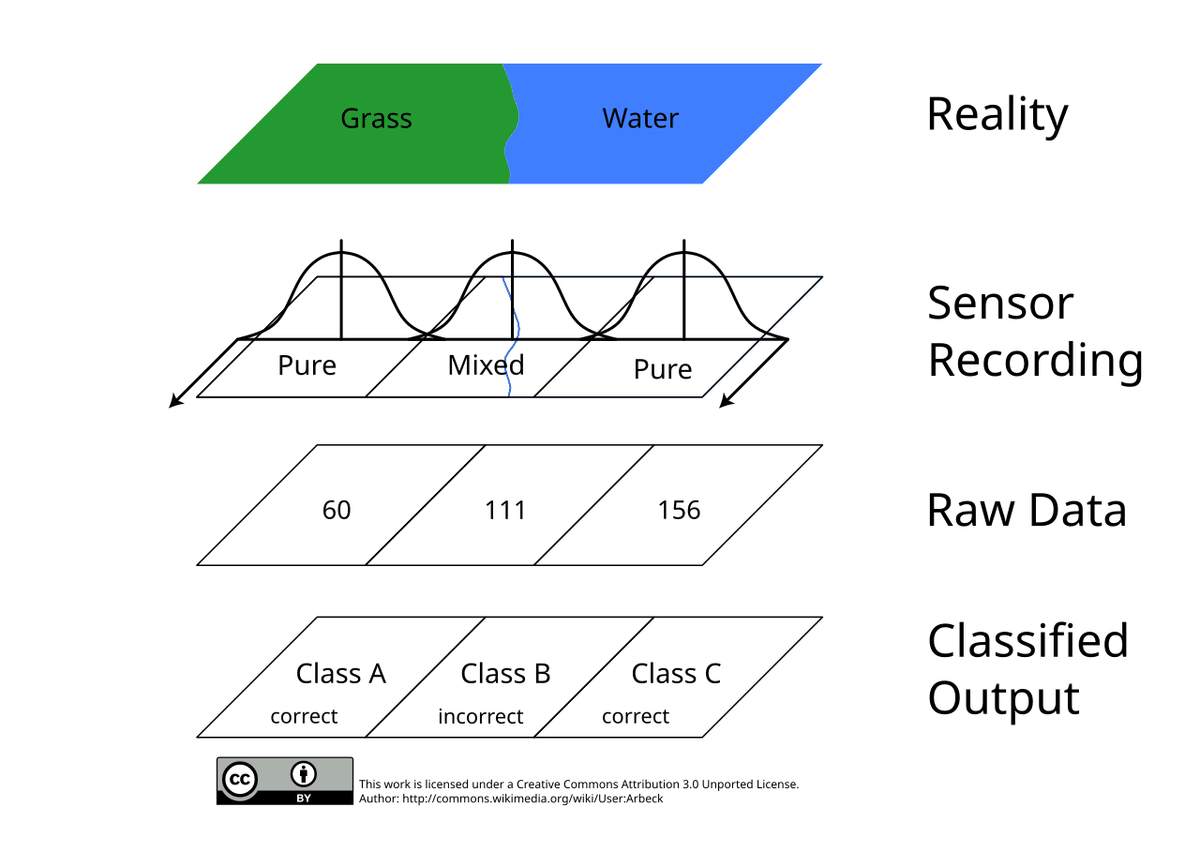 Grass
Water
Reality
Sensor
Recording
Pure
Mixed
Pure
60
111
156
Raw Data
Class A
Class B
Class C
correct
incorrect
correct
Classified
Output
cc
BY
This work is licensed under a Creative Commons Attribution 3.0 Unported License.
Author: http://commons.wikimedia.org/wiki/User:Arbeck